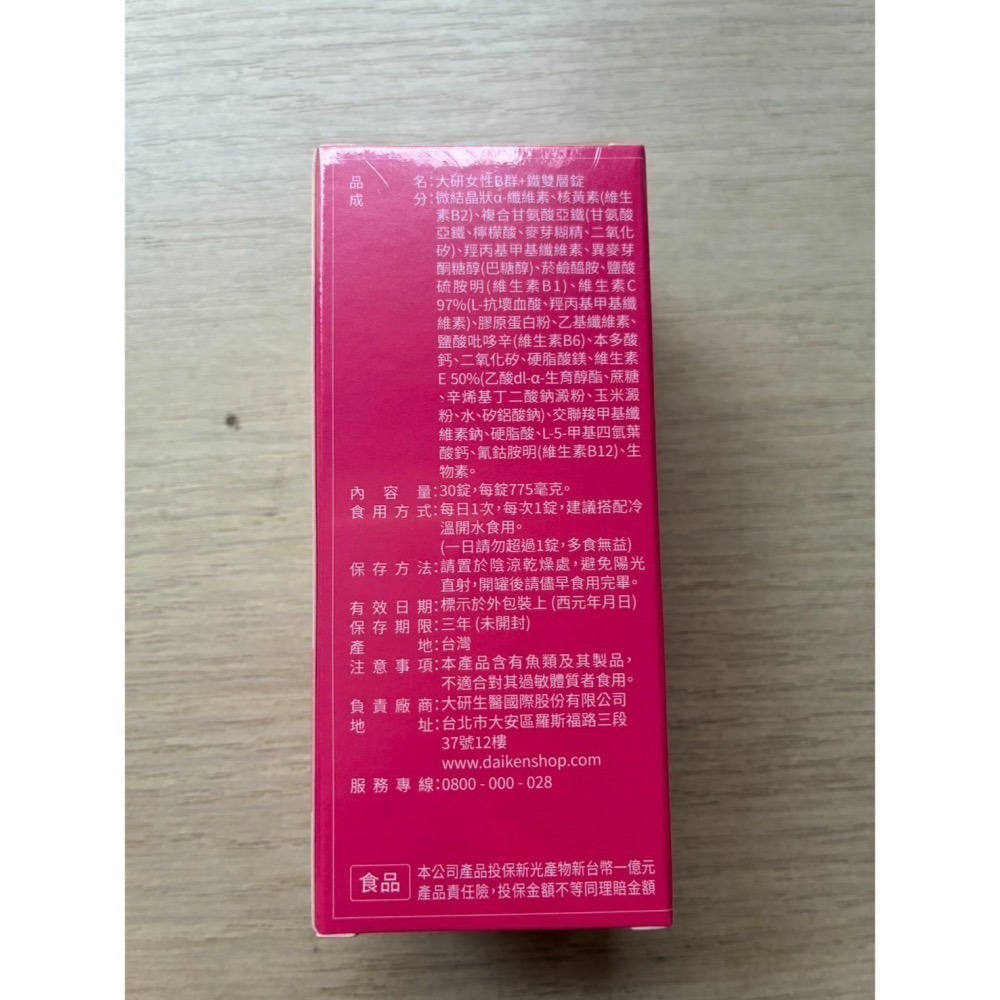 品名:大研女性B群+鐵雙層錠
成分:微結晶狀α-纖維素、核黃素(維生
素B2)、複合甘氨酸亞鐵(甘氨酸
亞鐵、檸檬酸、麥芽糊精、二氧化
矽)、羥丙基甲基纖維素、異麥芽
酮糖醇(巴糖醇)、菸鹼醯胺、鹽酸
硫胺明(維生素B1)、維生素C
97%(L-抗壞血酸、羥丙基甲基纖
維素)、膠原蛋白粉、乙基纖維素、
鹽酸吡哆辛(維生素B6)、本多酸
鈣、二氧化矽、硬脂酸鎂、維生素
E 50%(乙酸dl-α-生育醇酯、蔗糖
、辛烯基丁二酸鈉澱粉、玉米澱
粉、水、矽鋁酸鈉)、交聯羧甲基纖
維素鈉、硬脂酸、L-5-甲基四氫葉
酸鈣、氰鈷胺明(維生素B12)、生
物素。
內容量:30錠,每錠775毫克。
食用方式:每日1次,每次1錠,建議搭配冷
溫開水食用。
(一日請勿超過1錠,多食無益)
保存方法:請置於陰涼乾燥處,避免陽光
直射,開罐後請儘早食用完畢。
有效日期:標示於外包裝上 (西元年月日)
保存期限:三年 (未開封)
產地:台灣
注意事項:本產品含有魚類及其製品,
不適合對其過敏體質者食用。
負責廠商:大研生醫國際股份有限公司
地址:台北市大安區羅斯福路三段
37號12樓
www.daikenshop.com
服務專線:0800 - 000 - 028
食品
本公司產品投保新光產物新台幣一億元
產品責任險,投保金額不等同理賠金額